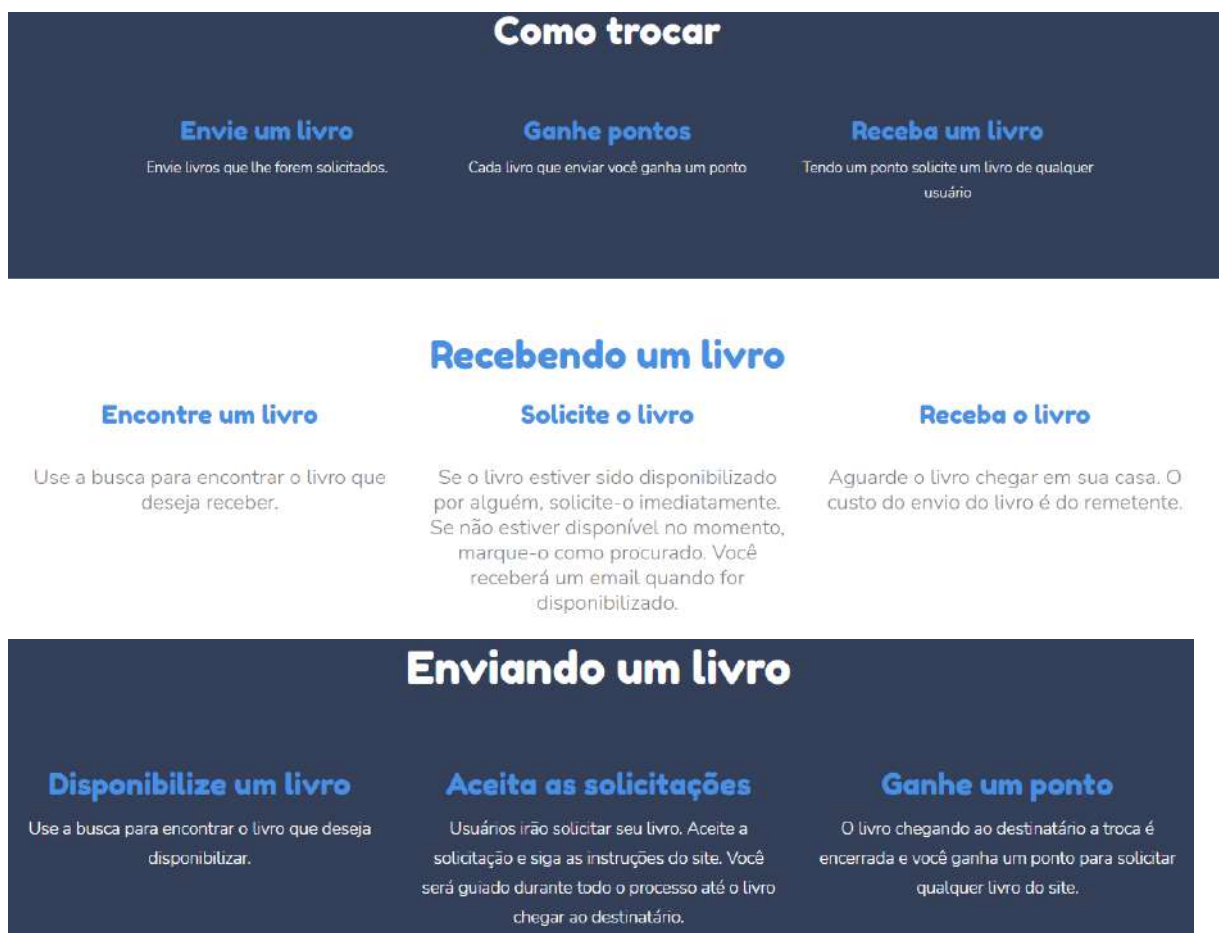 Como trocar
Envie um livro
Envie livros que lhe forem solicitados.
Ganhe pontos
Cada livro que enviar você ganha um ponto
Receba um livro
Tendo um ponto solicite um livro de qualquer
usuário
Recebendo um livro
Encontre um livro
Use a busca para encontrar o livro que
deseja receber.
Solicite o livro
Se o livro estiver sido disponibilizado
por alguém, solicite-o imediatamente.
Se não estiver disponível no momento,
marque-o como procurado. Você
receberá um email quando for
disponibilizado.
Receba o livro
Aguarde o livro chegar em sua casa. O
custo do envio do livro é do remetente.
Enviando um livro
Disponibilize um livro
Use a busca para encontrar o livro que deseja
disponibilizar.
Aceita as solicitações
Usuários irão solicitar seu livro. Aceite a
solicitação e siga as instruções do site. Você
será guiado durante todo o processo até o livro
chegar ao destinatário.
Ganhe um ponto
O livro chegando ao destinatário a troca é
encerrada e você ganha um ponto para solicitar
qualquer livro do site.